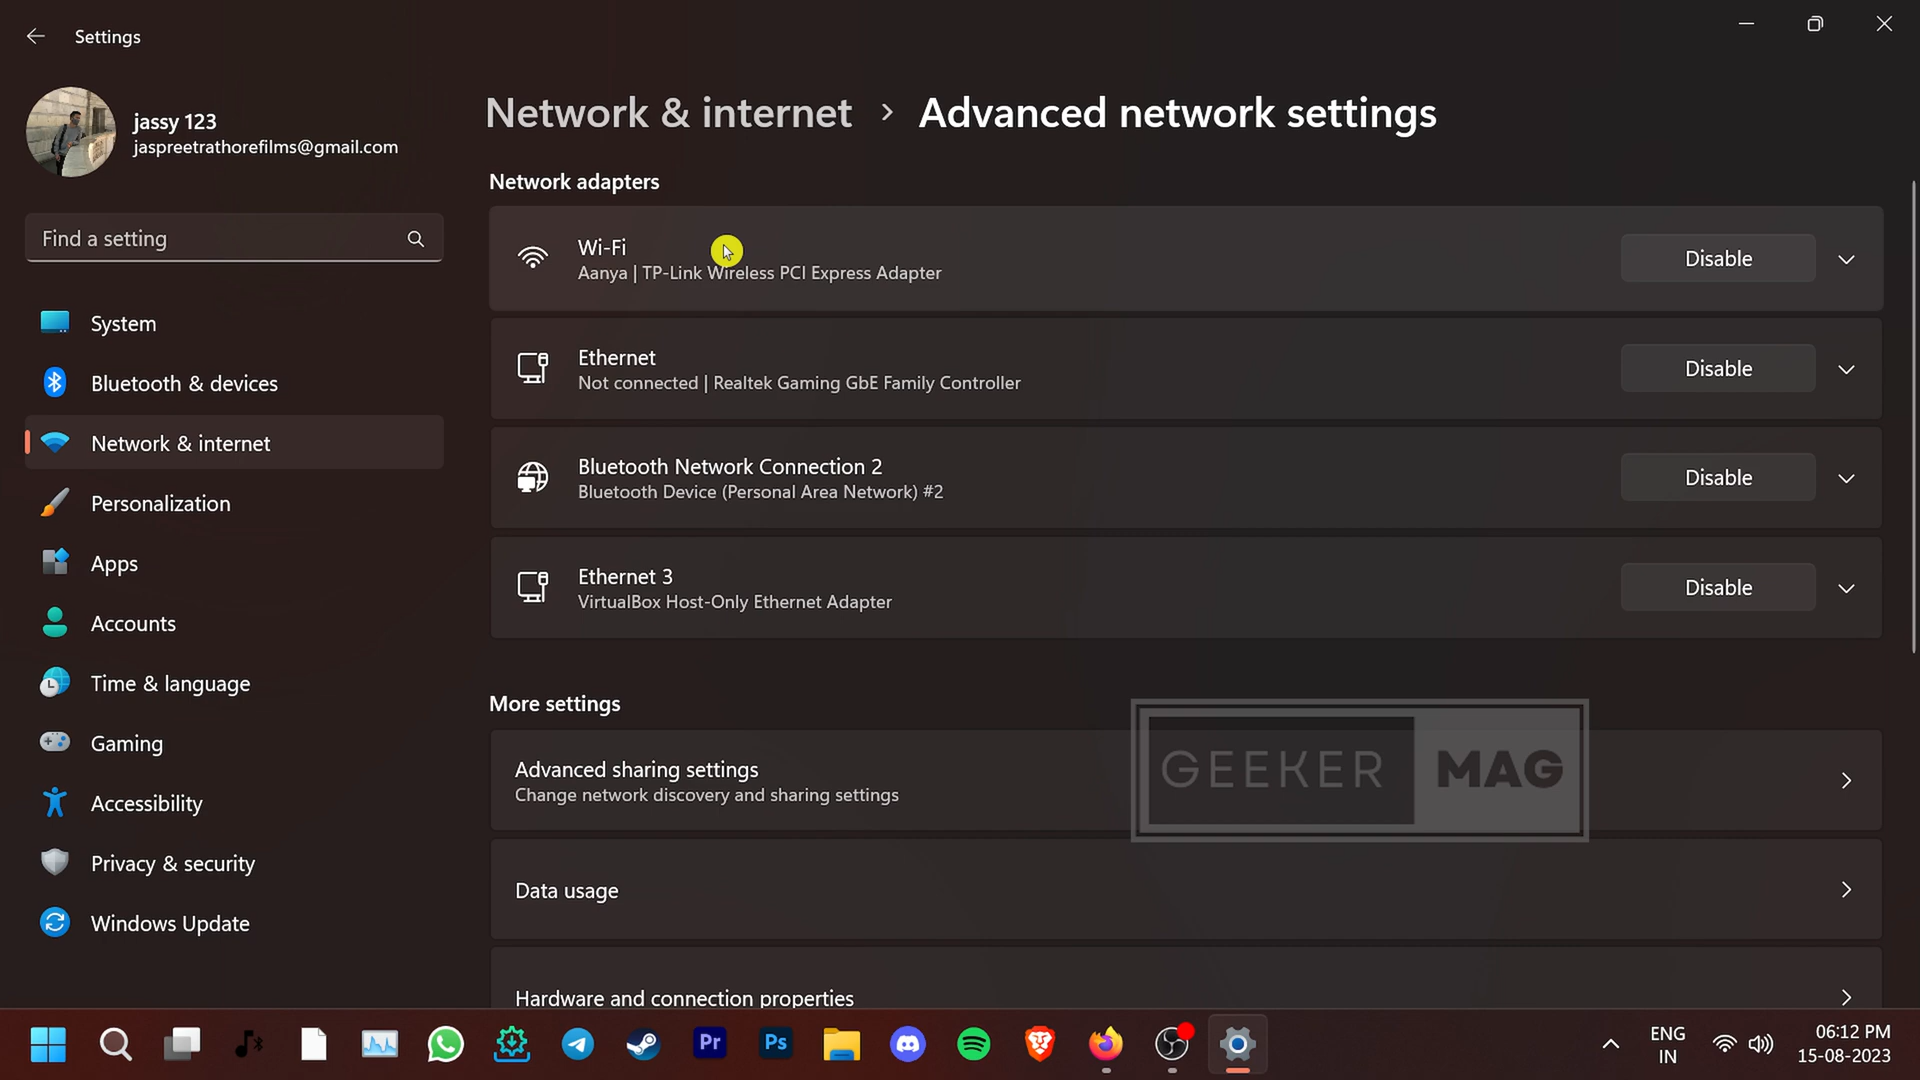 Settings
jassy 123
jaspreetrathorefilms@gmail.com
Find a setting
System
Bluetooth & devices
Network & internet
Personalization
Apps
Accounts
Time & language
Gaming
Accessibility
Privacy & security
Windows Update
Network & internet > Advanced network settings
Network adapters
Wi-Fi
Aanya | TP-Link Wireless PCI Express Adapter
Disable
Ethernet
Not connected | Realtek Gaming GbE Family Controller
Disable
Bluetooth Network Connection 2
Bluetooth Device (Personal Area Network) #2
Disable
Ethernet 3
VirtualBox Host-Only Ethernet Adapter
Disable
More settings
Advanced sharing settings
Change network discovery and sharing settings
GEEKER MAG
Data usage
Hardware and connection properties
Pr
Ps
ENG
IN
06:12 PM
15-08-2023